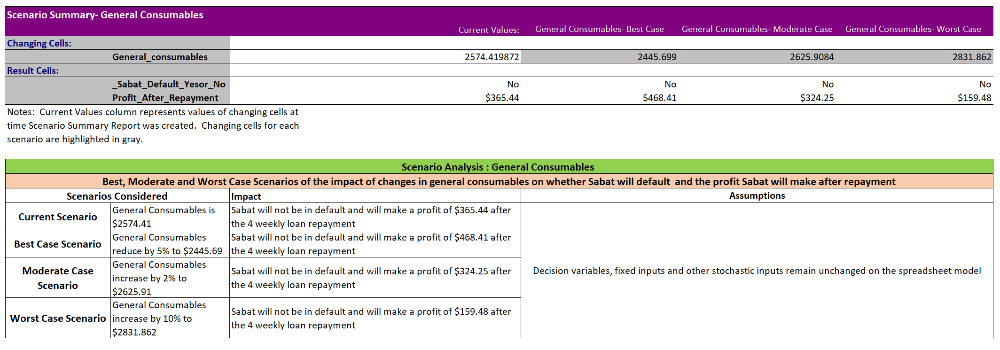 Scenario Summary- General Consumables
Current Values: General Consumables- Best Case General Consumables- Moderate Case General Consumables- Worst Case
Changing Cells:
General_consumables 2574.419872 2445.699 2625.9084 2831.862
Result Cells:
_Sabat_Default_Yesor_No No No No No
Profit_After_Repayment $365.44 $468.41 $324.25 $159.48
Notes: Current Values column represents values of changing cells at
time Scenario Summary Report was created. Changing cells for each
scenario are highlighted in gray.
Scenario Analysis : General Consumables
Best, Moderate and Worst Case Scenarios of the impact of changes in general consumables on whether Sabat will default and the profit Sabat will make after repayment
Scenarios Considered Impact Assumptions
Current Scenario
General Consumables is
$2574.41
Sabat will not be in default and will make a profit of $365.44 after
the 4 weekly loan repayment
Best Case Scenario
General Consumables
reduce by 5% to $2445.69
Sabat will not be in default and will make a profit of $468.41 after
the 4 weekly loan repayment
Moderate Case
Scenario
General Consumables
increase by 2% to
$2625.91
Sabat will not be in default and will make a profit of $324.25 after
the 4 weekly loan repayment
Worst Case Scenario
General Consumables
increase by 10% to
$2831.862
Sabat will not be in default and will make a profit of $159.48 after
the 4 weekly loan repayment
Decision variables, fixed inputs and other stochastic inputs remain unchanged on the spreadsheet model